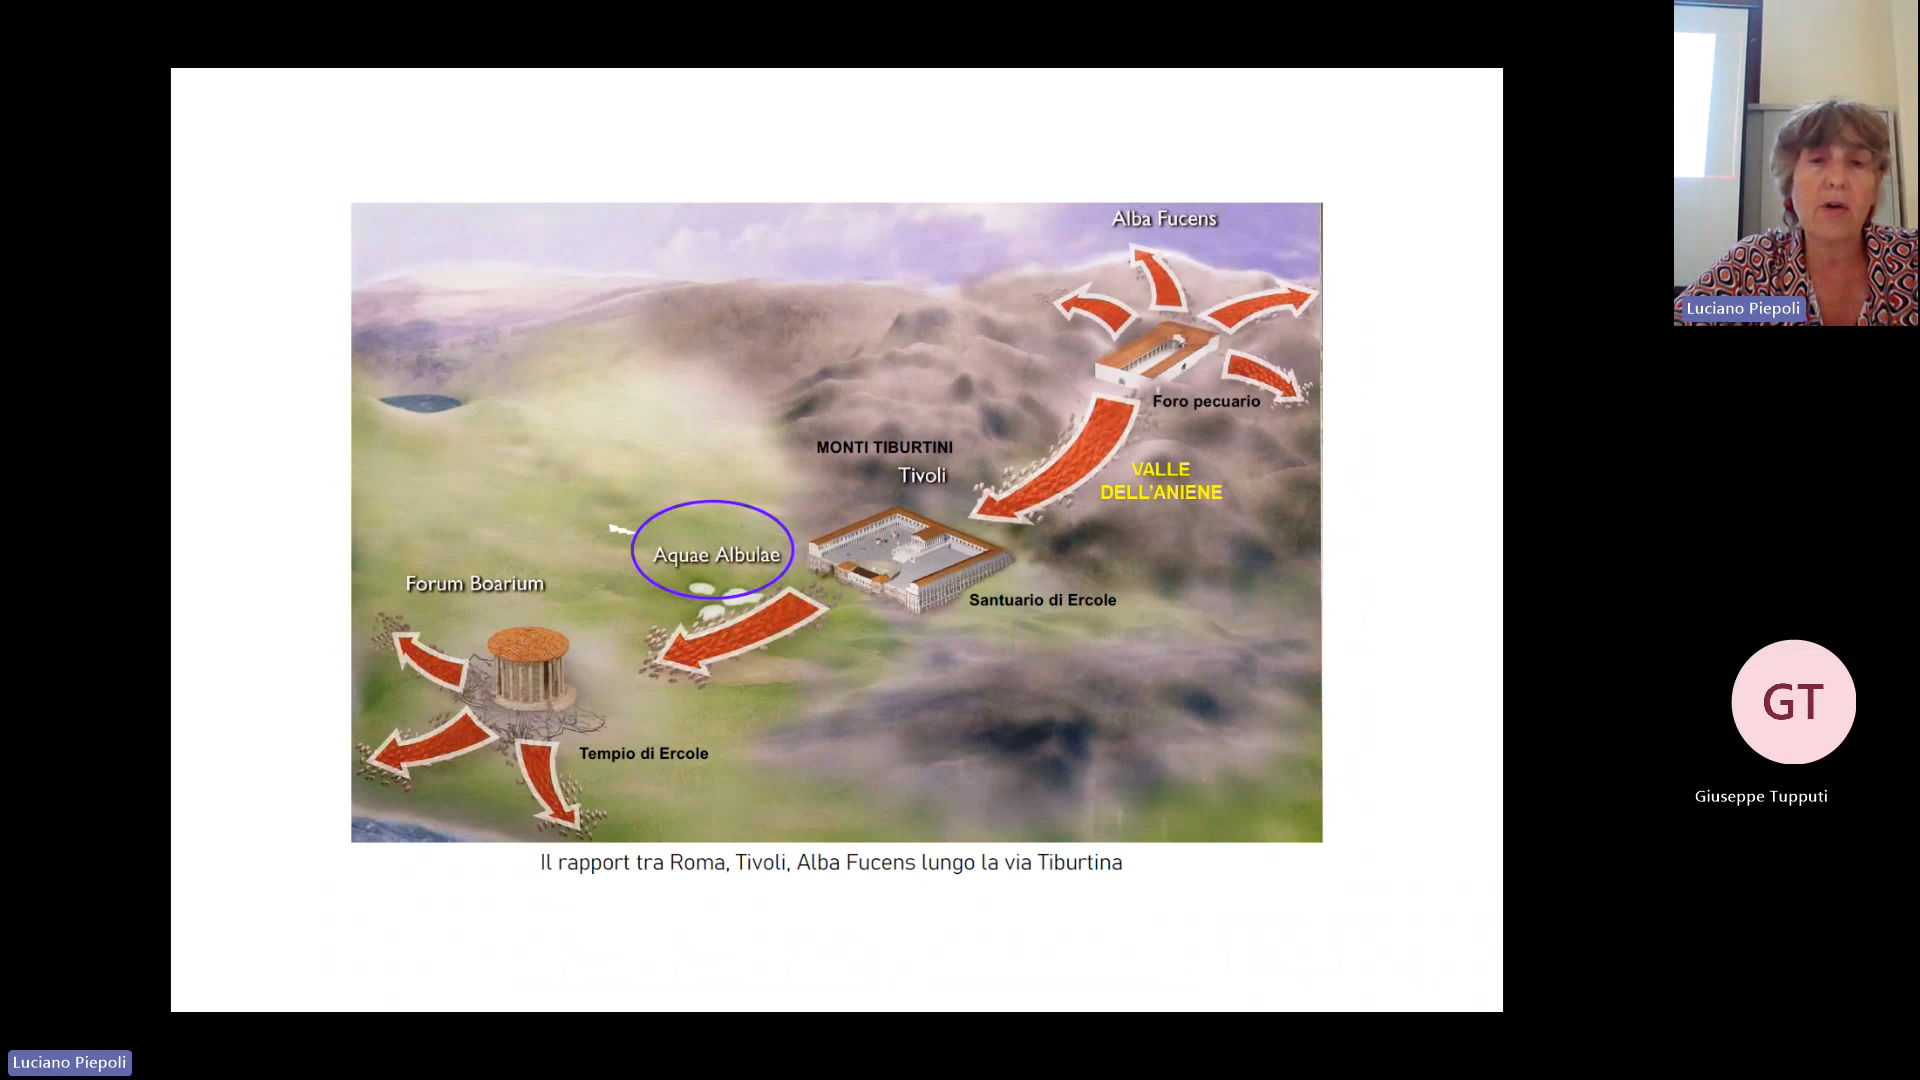 Alba Fucens
Foro pecuario
MONTI TIBURTINI
Tivoli
VALLE
DELL'ANIENE
Aquae Albulae
Forum Boarium
Santuario di Ercole
Tempio di Ercole
Il rapport tra Roma, Tivoli, Alba Fucens lungo la via Tiburtina
Luciano Piepoli
GT
Giuseppe Tupputi
Luciano Piepoli